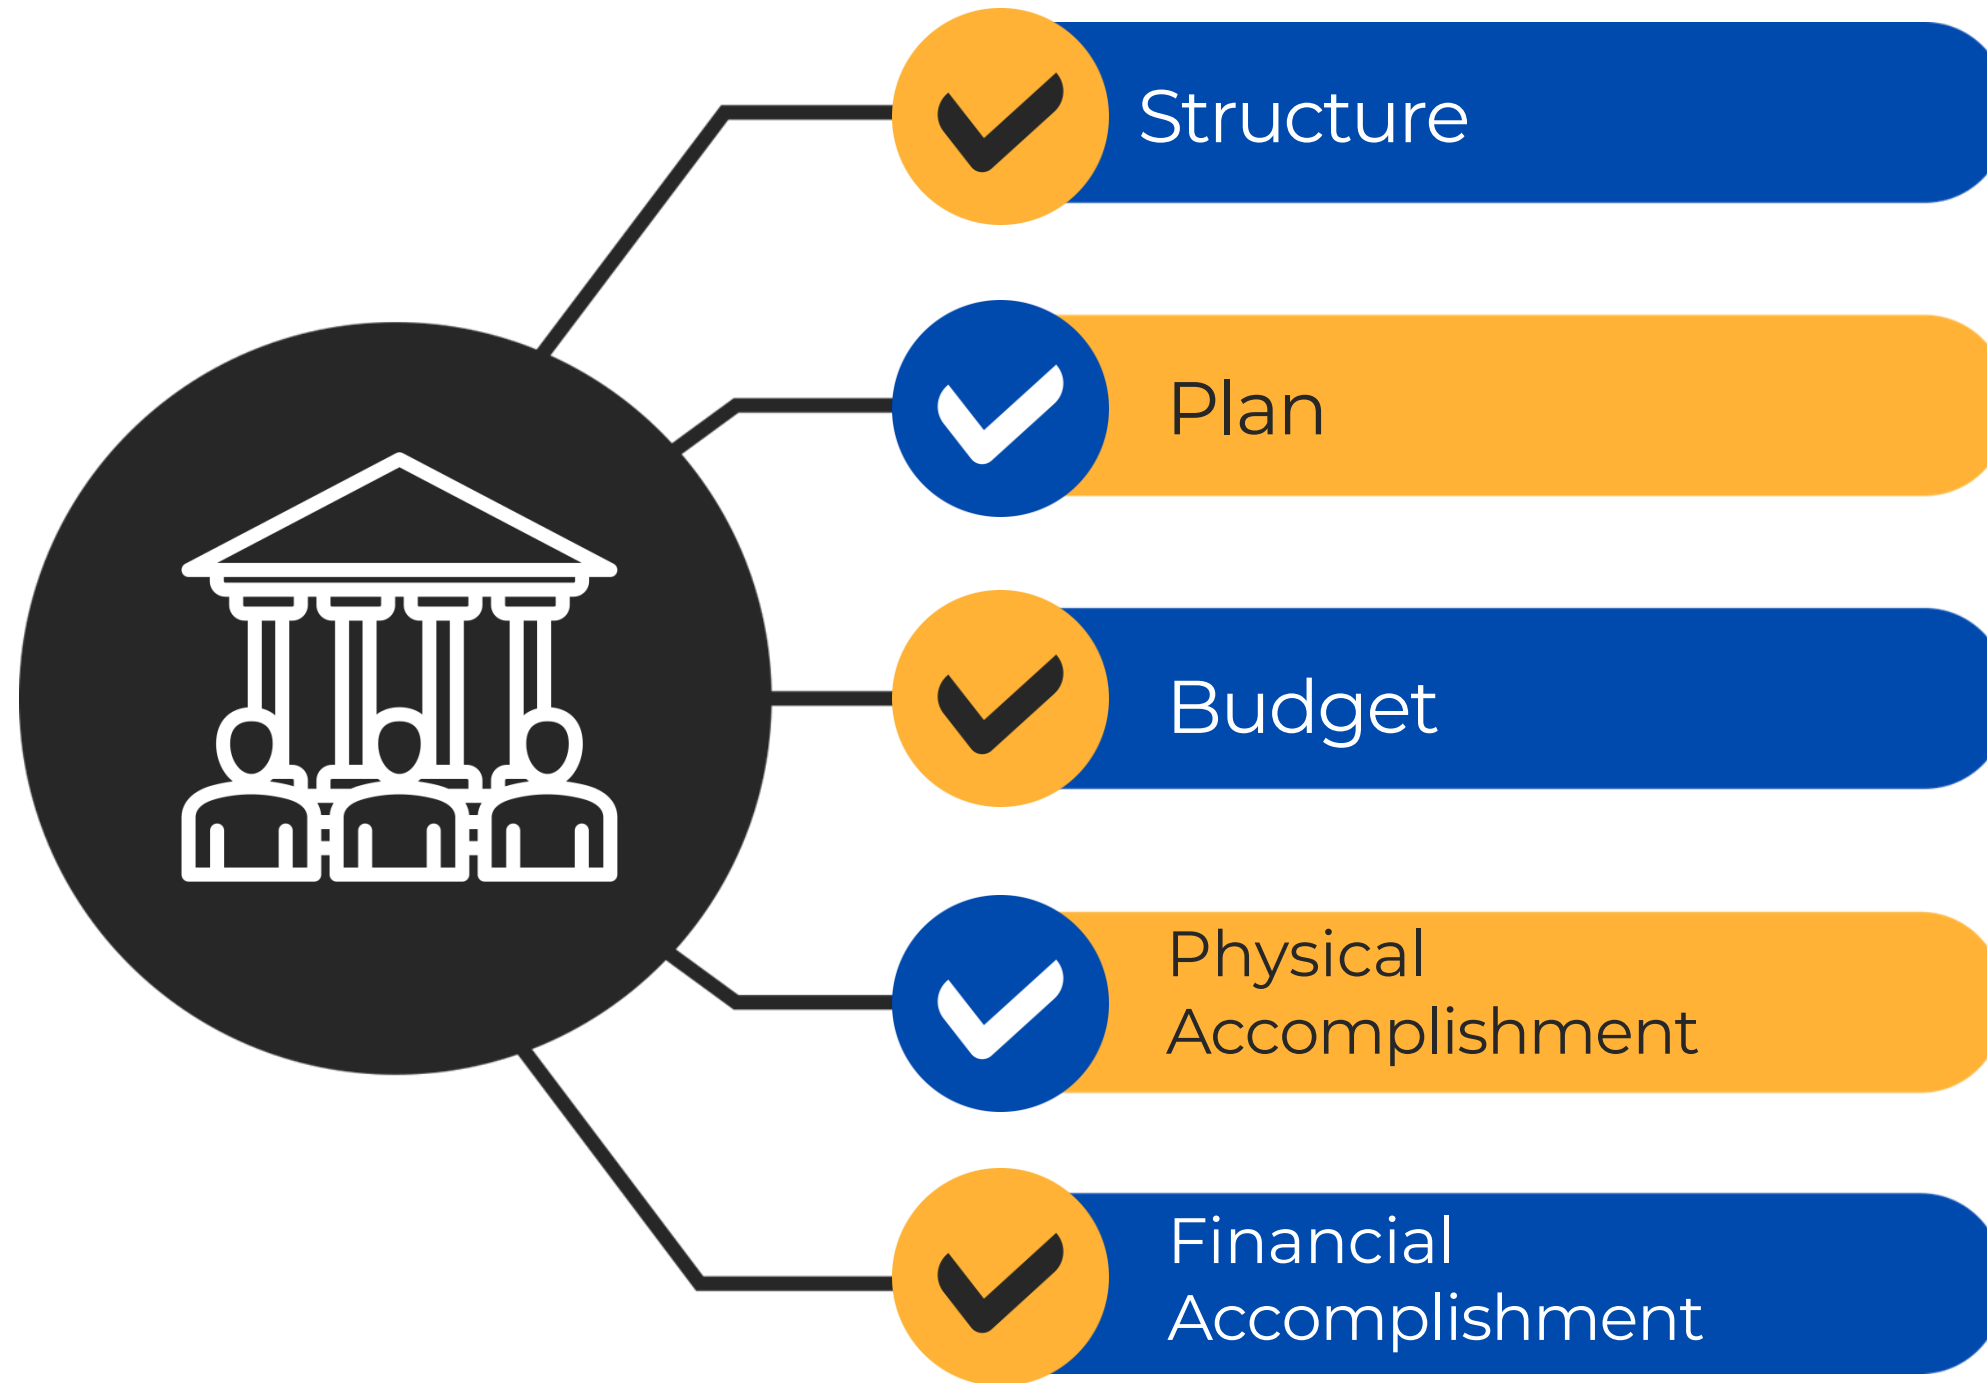 Structure
Plan
Budget
Physical
Accomplishment
Financial
Accomplishment